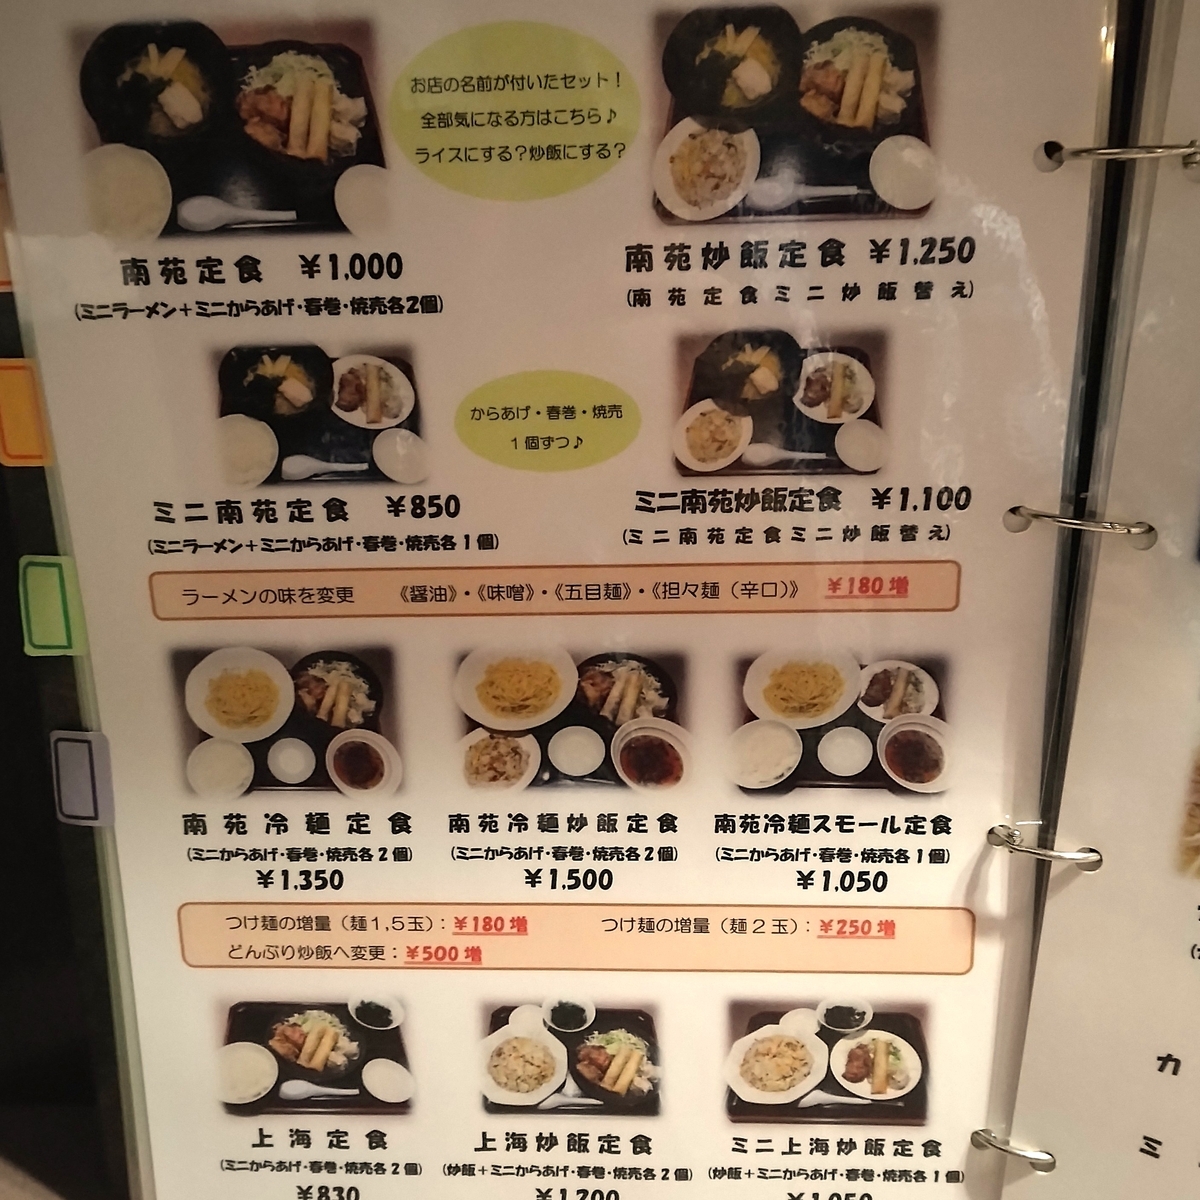 お店の名前が付いたセット！
全部気になる方はこちら♪
ライスにする？炒飯にする？
南苑定食　￥1,000
(ミニラーメン＋ミニからあげ・春巻・焼売各2個)
南苑炒飯定食　￥1,250
(南苑定食ミニ炒飯替え)
からあげ・春巻・焼売
１個ずつ♪
ミニ南苑定食　￥850
(ミニラーメン＋ミニからあげ・春巻・焼売各１個)
ミニ南苑炒飯定食　￥1,100
(ミニ南苑定食ミニ炒飯替え)
ラーメンの味を変更　《醤油》・《味噌》・《五目麺》・《担々麺（辛口）》　￥180増
南苑冷麺定食
(ミニからあげ・春巻・焼売各２個)
￥1,350
南苑冷麺炒飯定食
(ミニからあげ・春巻・焼売各２個)
￥1,500
南苑冷麺スモール定食
(ミニからあげ・春巻・焼売各１個)
￥1,050
つけ麺の増量（麺1,5玉）：￥180増　つけ麺の増量（麺２玉）：￥250増
どんぶり炒飯へ変更：￥500増
上海定食
(ミニからあげ・春巻・焼売各２個)
￥830
上海炒飯定食
(炒飯＋ミニからあげ・春巻・焼売各２個)
￥1,200
ミニ上海炒飯定食
(炒飯＋ミニからあげ・春巻・焼売各１個)
￥1,050
カ
ミ